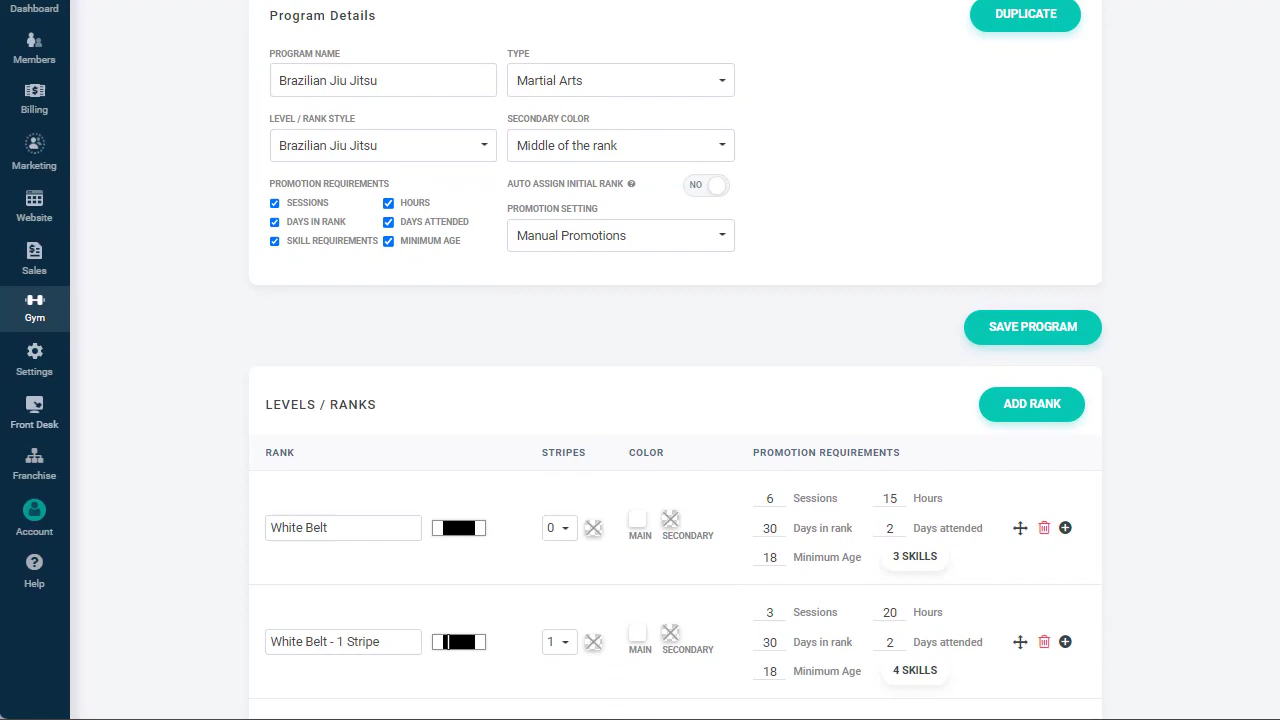 Dashboard
Members
Billing
Marketing
Website
Sales
Gym
Settings
Front Desk
Franchise
Account
Help
Program Details
DUPLICATE
PROGRAM NAME
TYPE
Brazilian Jiu Jitsu
Martial Arts
LEVEL / RANK STYLE
SECONDARY COLOR
Brazilian Jiu Jitsu
Middle of the rank
PROMOTION REQUIREMENTS
AUTO ASSIGN INITIAL RANK
NO
SESSIONS
HOURS
PROMOTION SETTING
DAYS IN RANK
DAYS ATTENDED
Manual Promotions
SKILL REQUIREMENTS
MINIMUM AGE
SAVE PROGRAM
LEVELS / RANKS
ADD RANK
RANK
STRIPES
COLOR
PROMOTION REQUIREMENTS
White Belt
0
MAIN
SECONDARY
6 Sessions
15 Hours
30 Days in rank
2 Days attended
18 Minimum Age
3 SKILLS
White Belt - 1 Stripe
1
MAIN
SECONDARY
3 Sessions
20 Hours
30 Days in rank
2 Days attended
18 Minimum Age
4 SKILLS